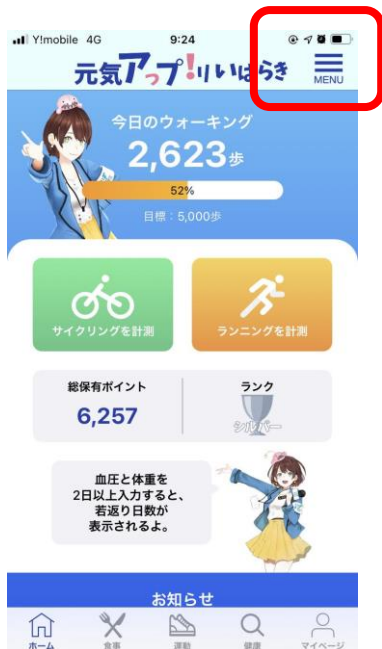 Y!mobile 4G 9:24
元気アップ!りいばらき
MENU
今日のウォーキング
2,623歩
52%
目標:5,000歩
サイクリングを計測
ランニングを計測
総保有ポイント
6,257
ランク
シルバー
血圧と体重を
2日以上入力すると、
若返り日数が
表示されるよ。
お知らせ
ホーム 食事 運動 健康 マイページ